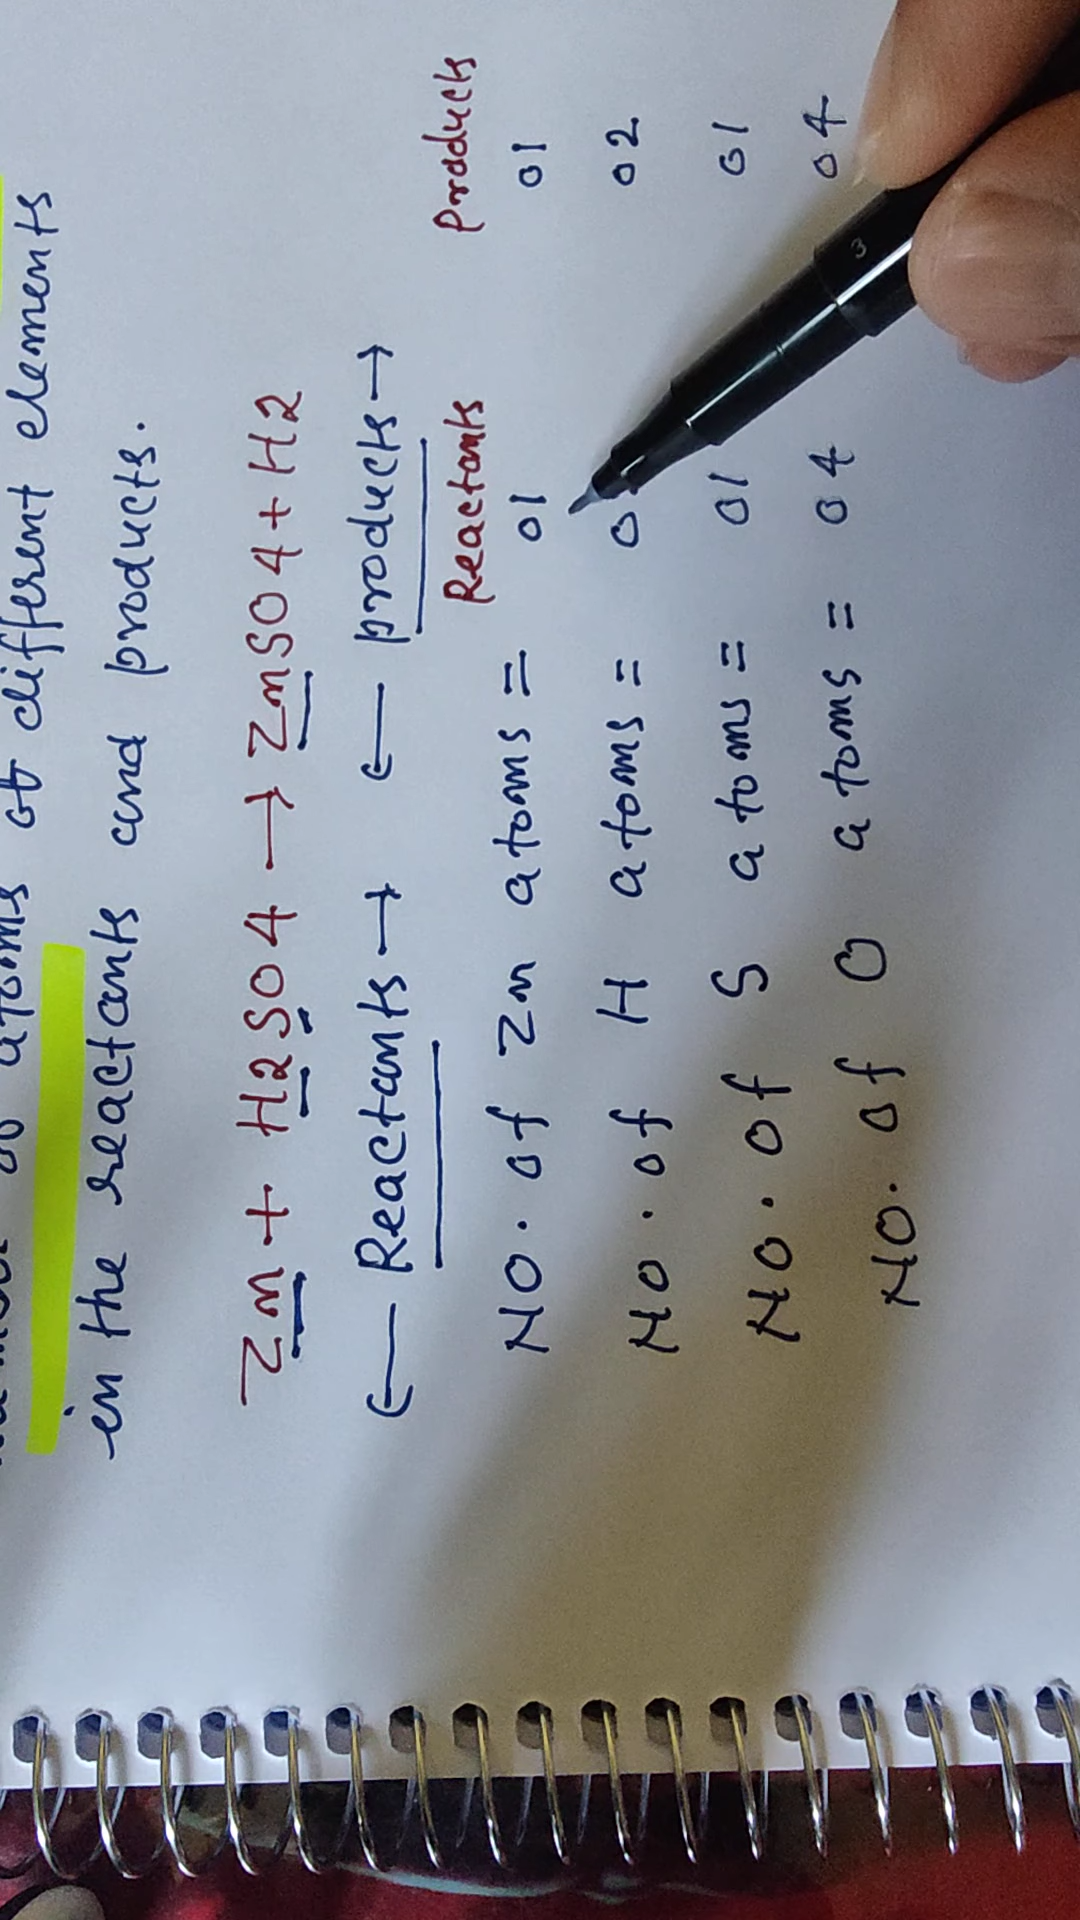 of different elements
in the reactants and products.
Zn + H2SO4 → ZnSO4 + H2
← Reactants → ← products →
Reactants products
NO. of Zn atoms = 01 01
NO. of H atoms = 02
NO. of S atoms = 01 01
NO. of O atoms = 04 04